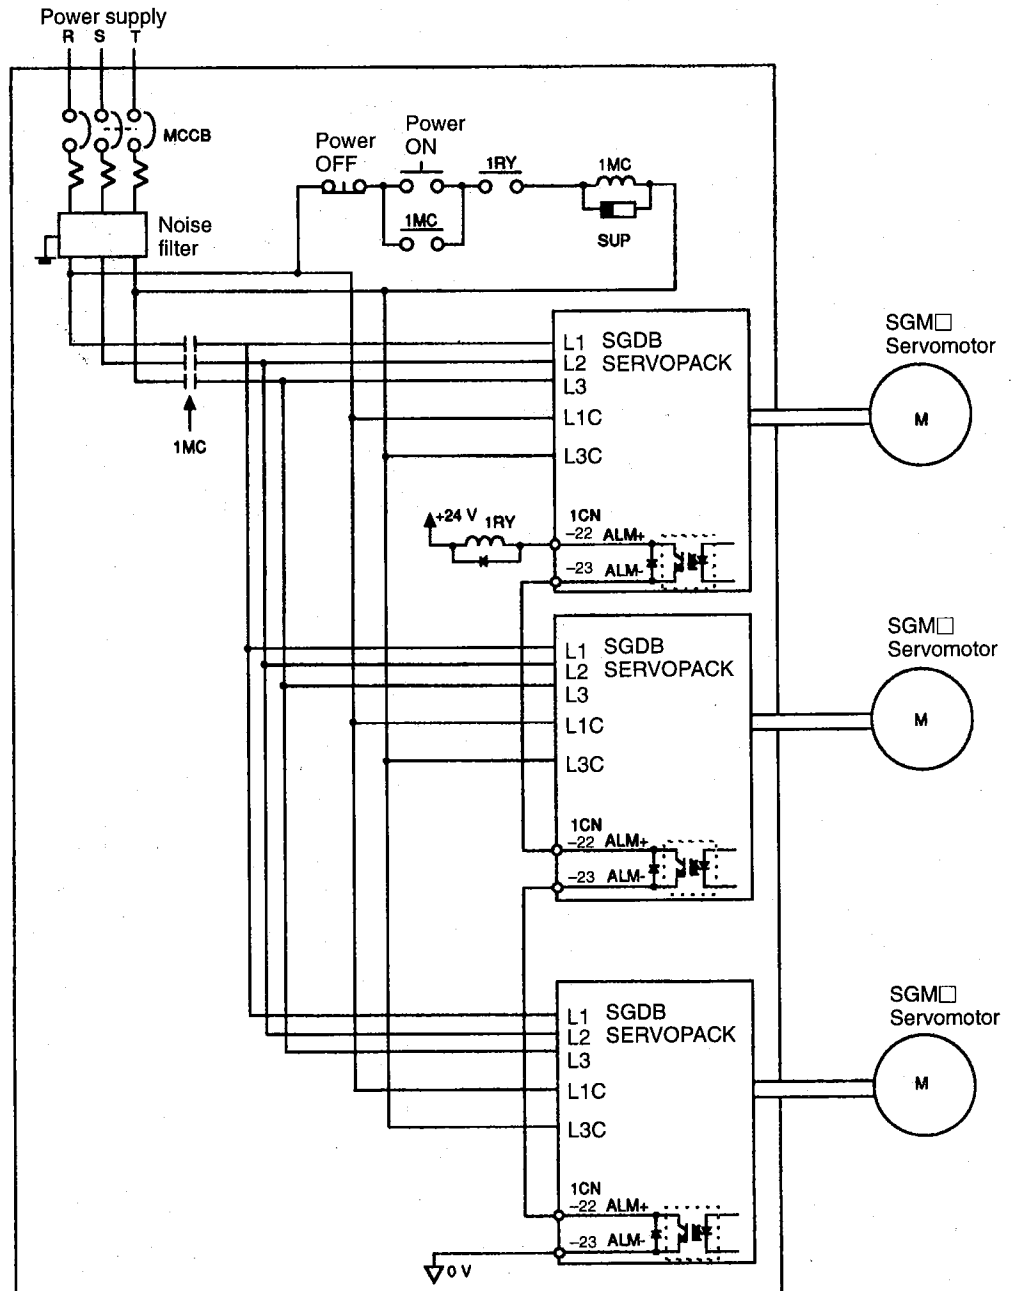 Power supply
R S T
MCCB
Power
OFF
Power
ON
1RY
1MC
1MC
SUP
Noise
filter
1MC
L1 SGDB
L2 SERVOPACK
L3
L1C
L3C
SGM□
Servomotor
M
+24 V
1RY
1CN
-22 ALM+
-23 ALM-
L1 SGDB
L2 SERVOPACK
L3
L1C
L3C
SGM□
Servomotor
M
1CN
-22 ALM+
-23 ALM-
L1 SGDB
L2 SERVOPACK
L3
L1C
L3C
SGM□
Servomotor
M
1CN
-22 ALM+
-23 ALM-
0 V